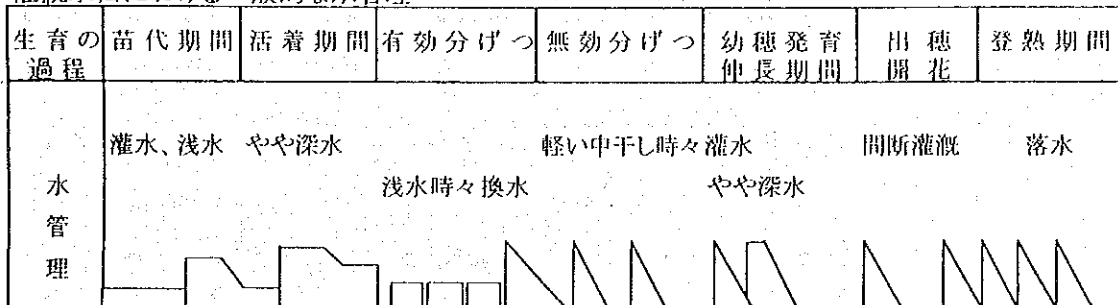 生育の過程 苗代期間 活着期間 有効分げつ 無効分げつ 幼穂発育伸長期間 出穂開花 登熟期間
灌水、浅水 やや深水 軽い中干し時々灌水 間断灌漑 落水
浅水時々換水 やや深水
水管理